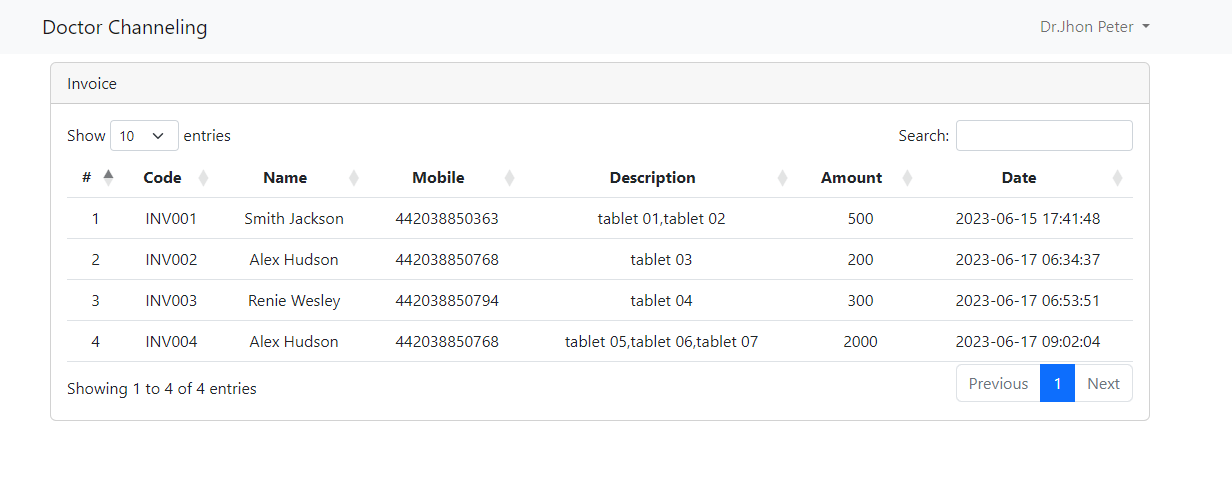 Doctor Channeling Dr.Jhon Peter
Invoice
Show 10 entries Search:
# Code Name Mobile Description Amount Date
1 INV001 Smith Jackson 442038850363 tablet 01,tablet 02 500 2023-06-15 17:41:48
2 INV002 Alex Hudson 442038850768 tablet 03 200 2023-06-17 06:34:37
3 INV003 Renie Wesley 442038850794 tablet 04 300 2023-06-17 06:53:51
4 INV004 Alex Hudson 442038850768 tablet 05,tablet 06,tablet 07 2000 2023-06-17 09:02:04
Showing 1 to 4 of 4 entries Previous 1 Next